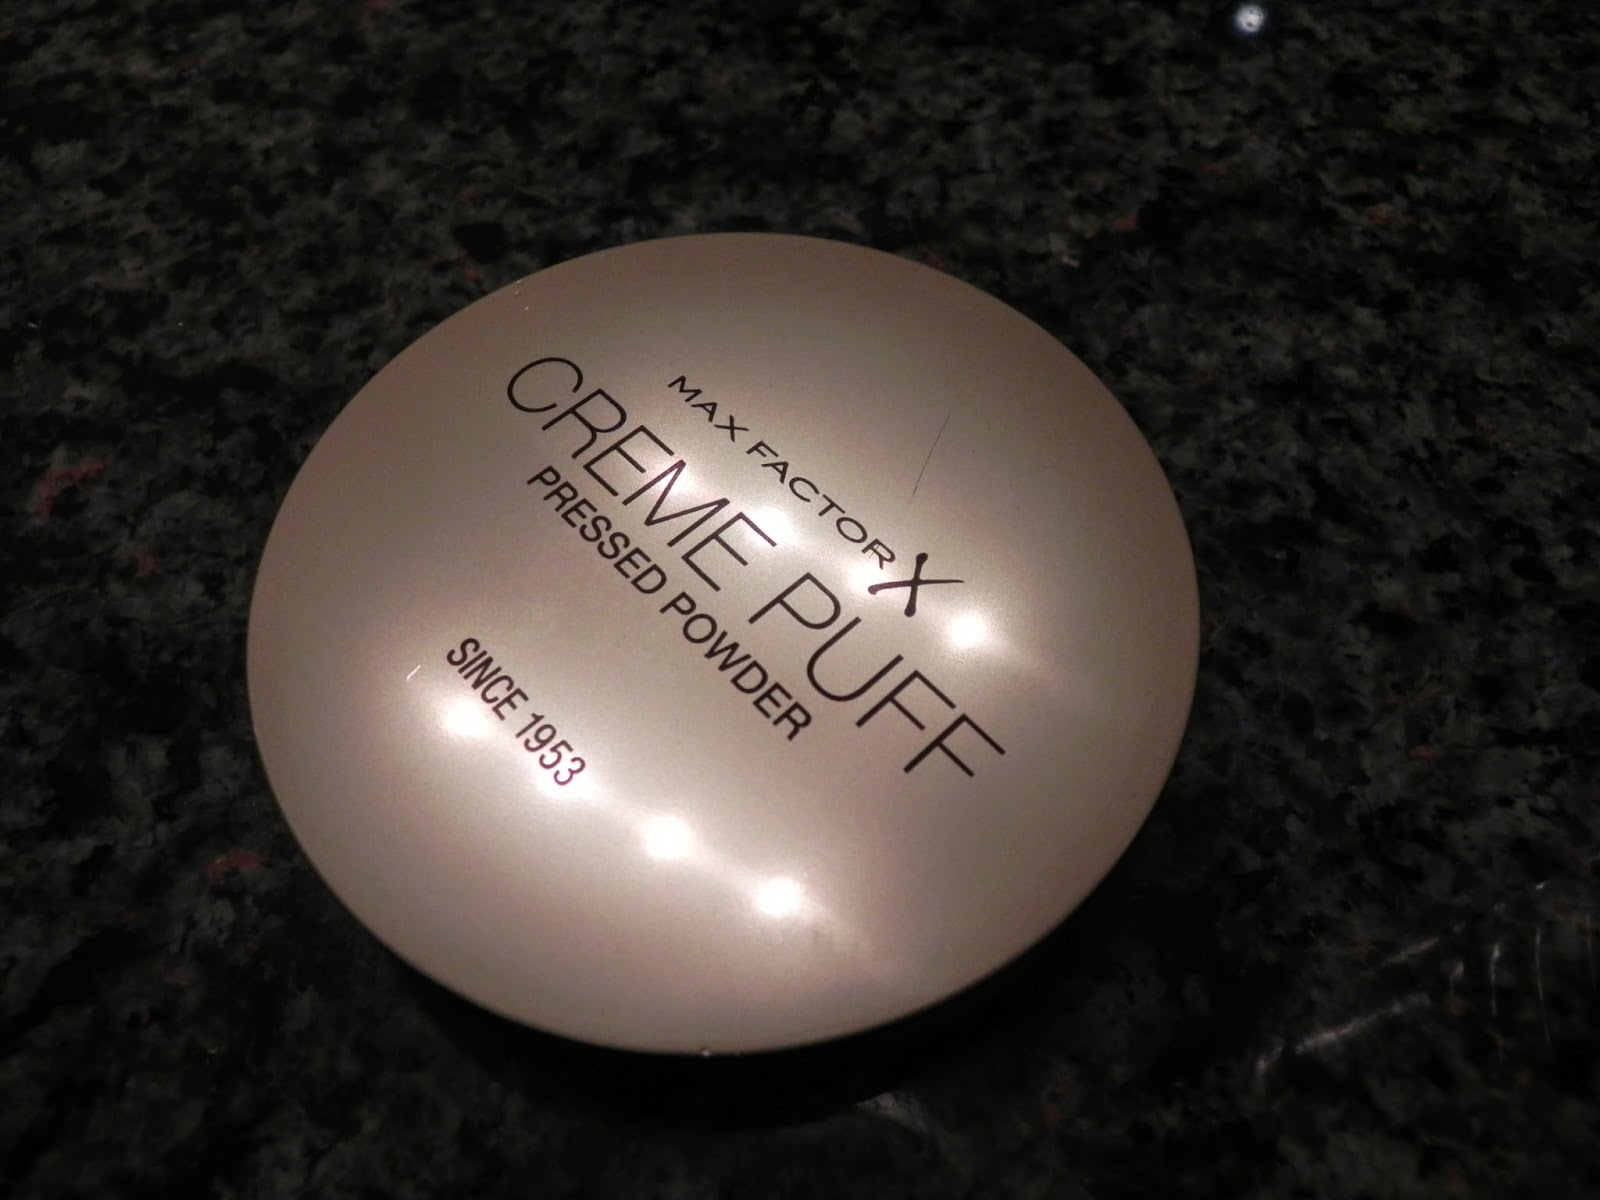 MAX FACTOR X
CREME PUFF
PRESSED POWDER
SINCE 1953